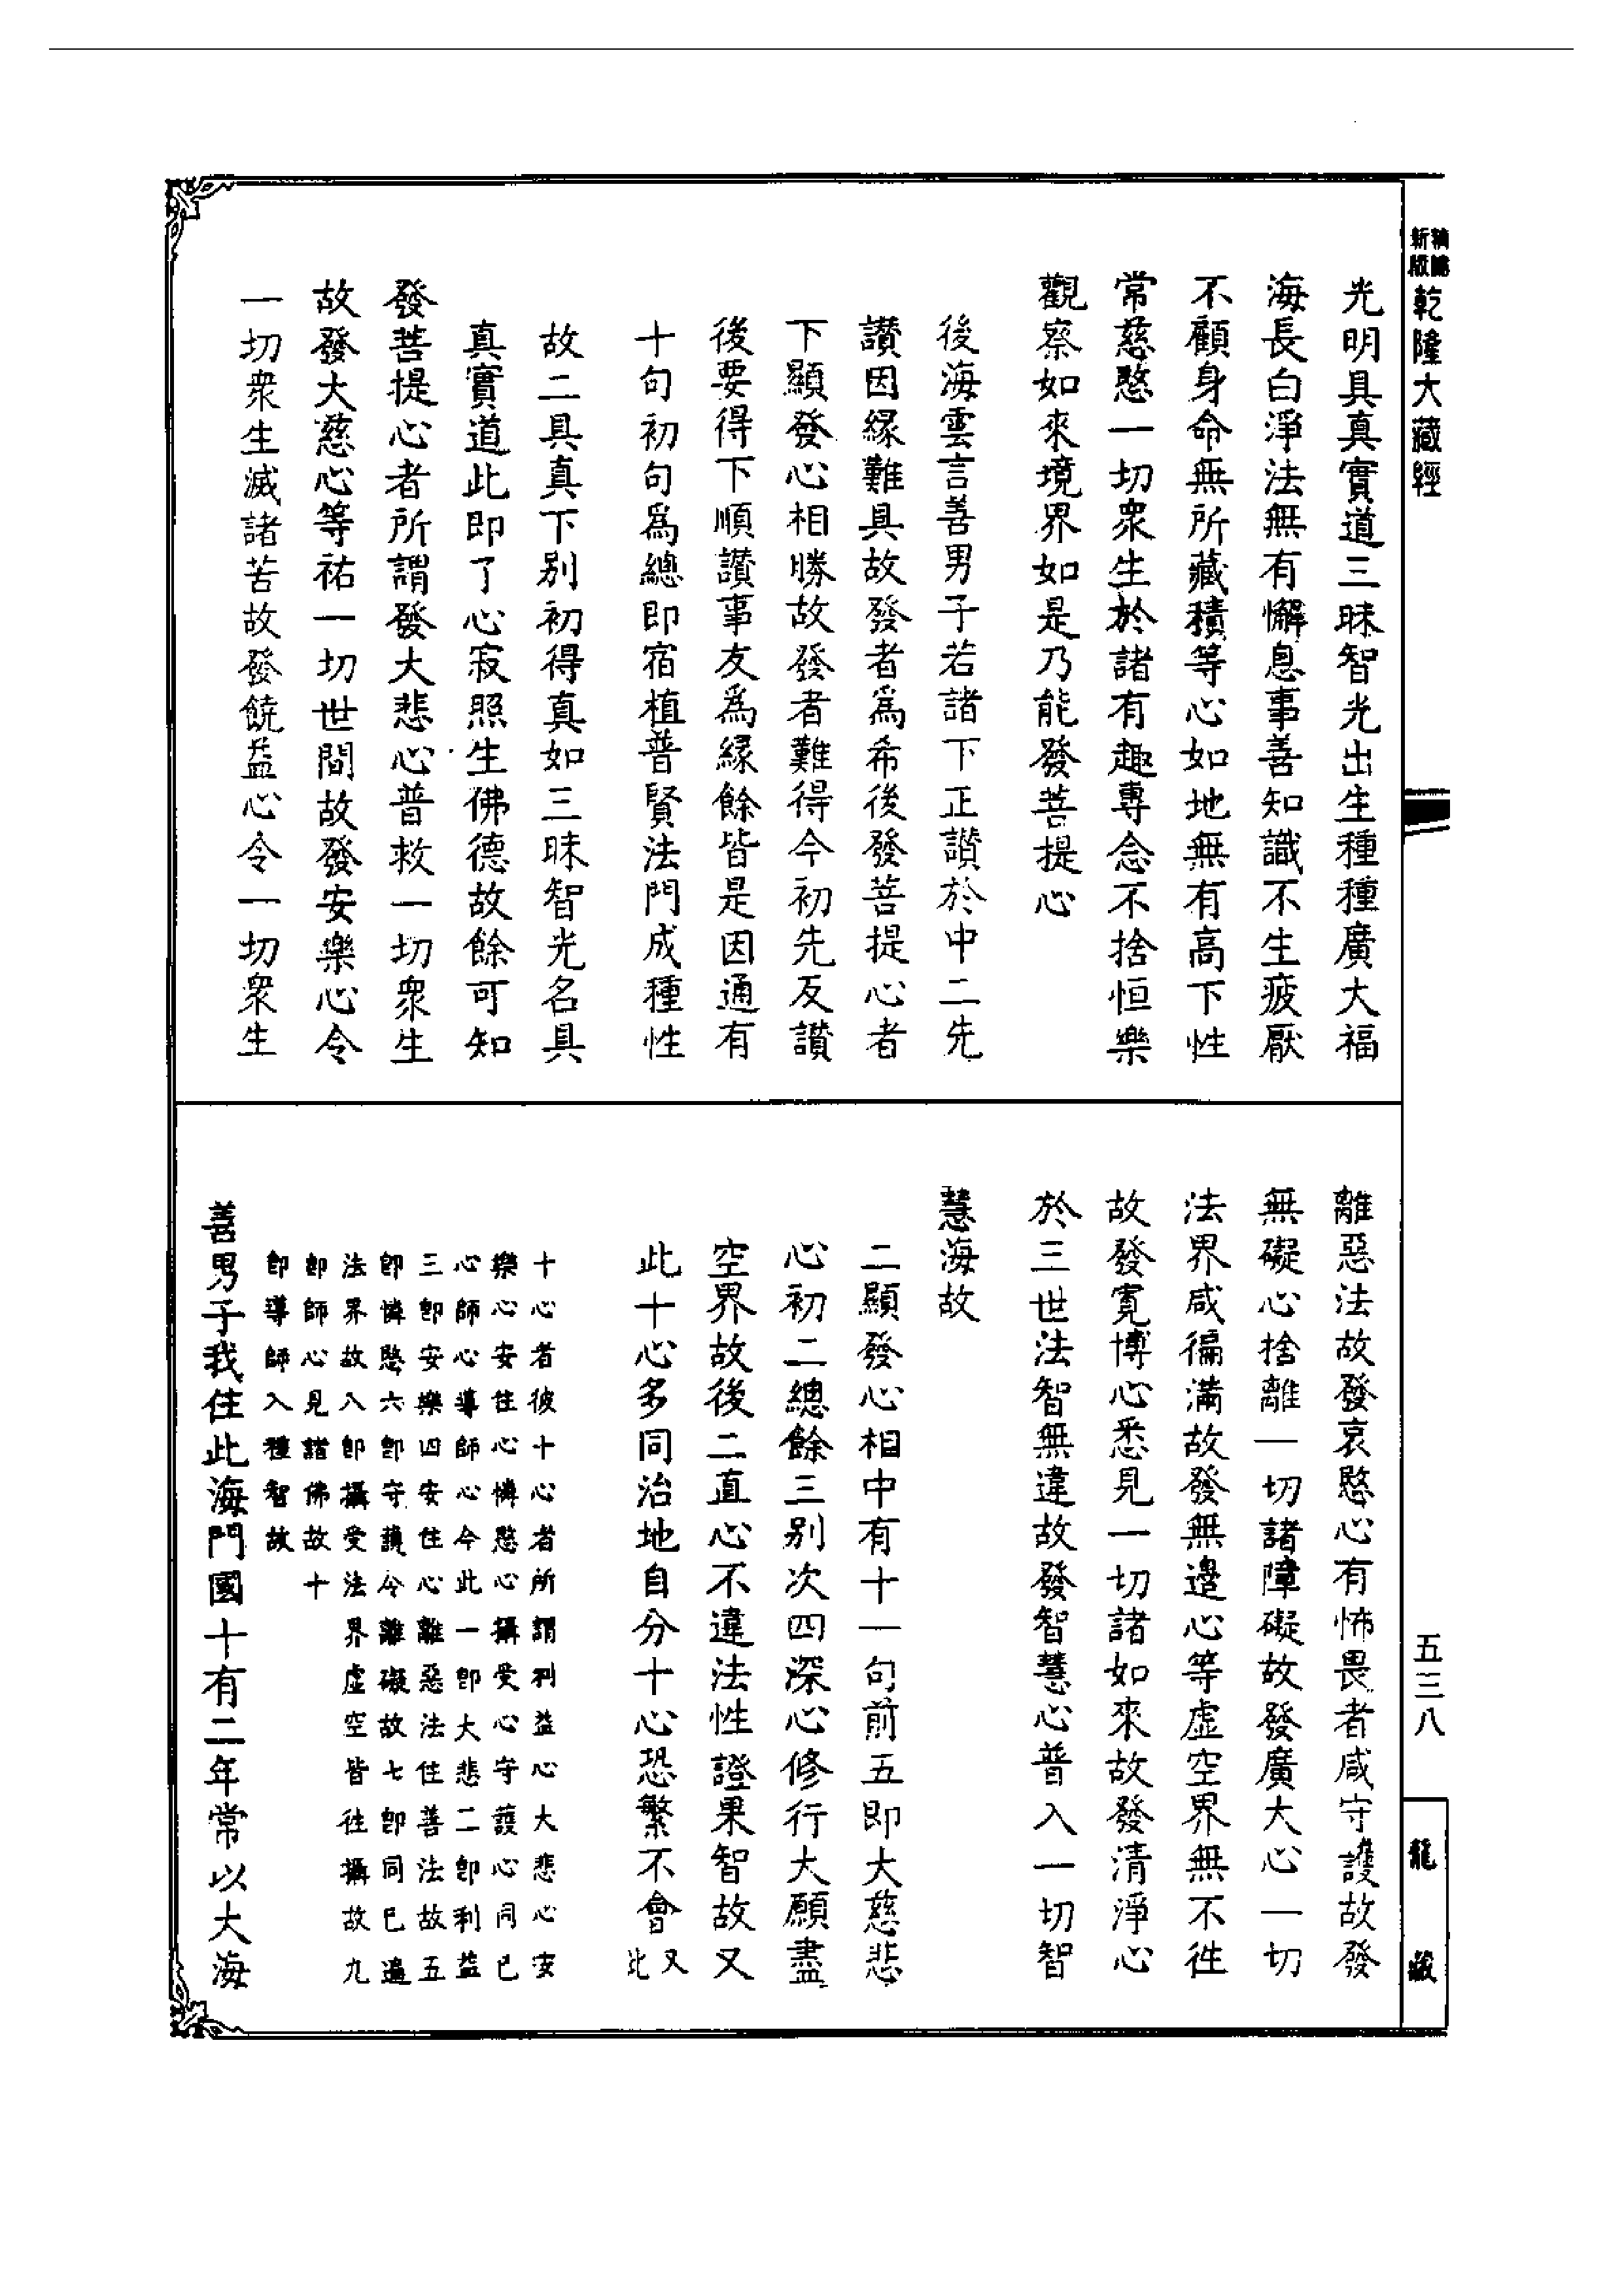 新版
乾隆大藏經
五三八
龍藏
光明具真實道三昧智光出生種種廣大福
海長白淨法無有懈息事善知識不生疲厭
不顧身命無所藏積等心如地無有高下性
常慈愍一切衆生於諸有趣專念不捨恒樂
觀察如來境界如是乃能發菩提心
後海雲言善男子若諸下正讚於中二先
讚因緣難具故發者為希後發菩提心者
下顯發心相勝故發者難得今初先反讚
後要得下順讚事友為緣餘皆是因通有
十句初句為總即宿植普賢法門成種性
故二具真下別初得真如三昧智光名具
真實道此即了心寂照生佛德故餘可知
發菩提心者所謂發大悲心普救一切衆生
故發大慈心等祐一切世間故發安樂心令
一切衆生滅諸苦故發饒益心令一切衆生
離惡法故發哀愍心有怖畏者咸守護故發
無礙心捨離一切諸障礙故發廣大心一切
法界咸徧滿故發無邊心等虛空界無不徃
故發寬博心悉見一切諸如來故發清淨心
於三世法智無違故發智慧心普入一切智
慧海故
二顯發心相中有十一句前五即大慈悲
心初二總餘三別次四深心修行大願盡
空界故後二直心不違法性證果智故又
此十心多同治地自分十心恐繁不會又此
十心者彼十心者所謂利益心大悲心安
樂心安住心憐愍心攝受心守護心同己
心師心導師心今此一即大悲二即利益
三即安樂四安住心離惡法住善法故五
即憐愍六即守護令離礙故七即同己遍
法界故八即攝受法界虛空皆徃攝故九
即師心見諸佛故十
即導師入種智故
善男子我住此海門國十有二年常以大海